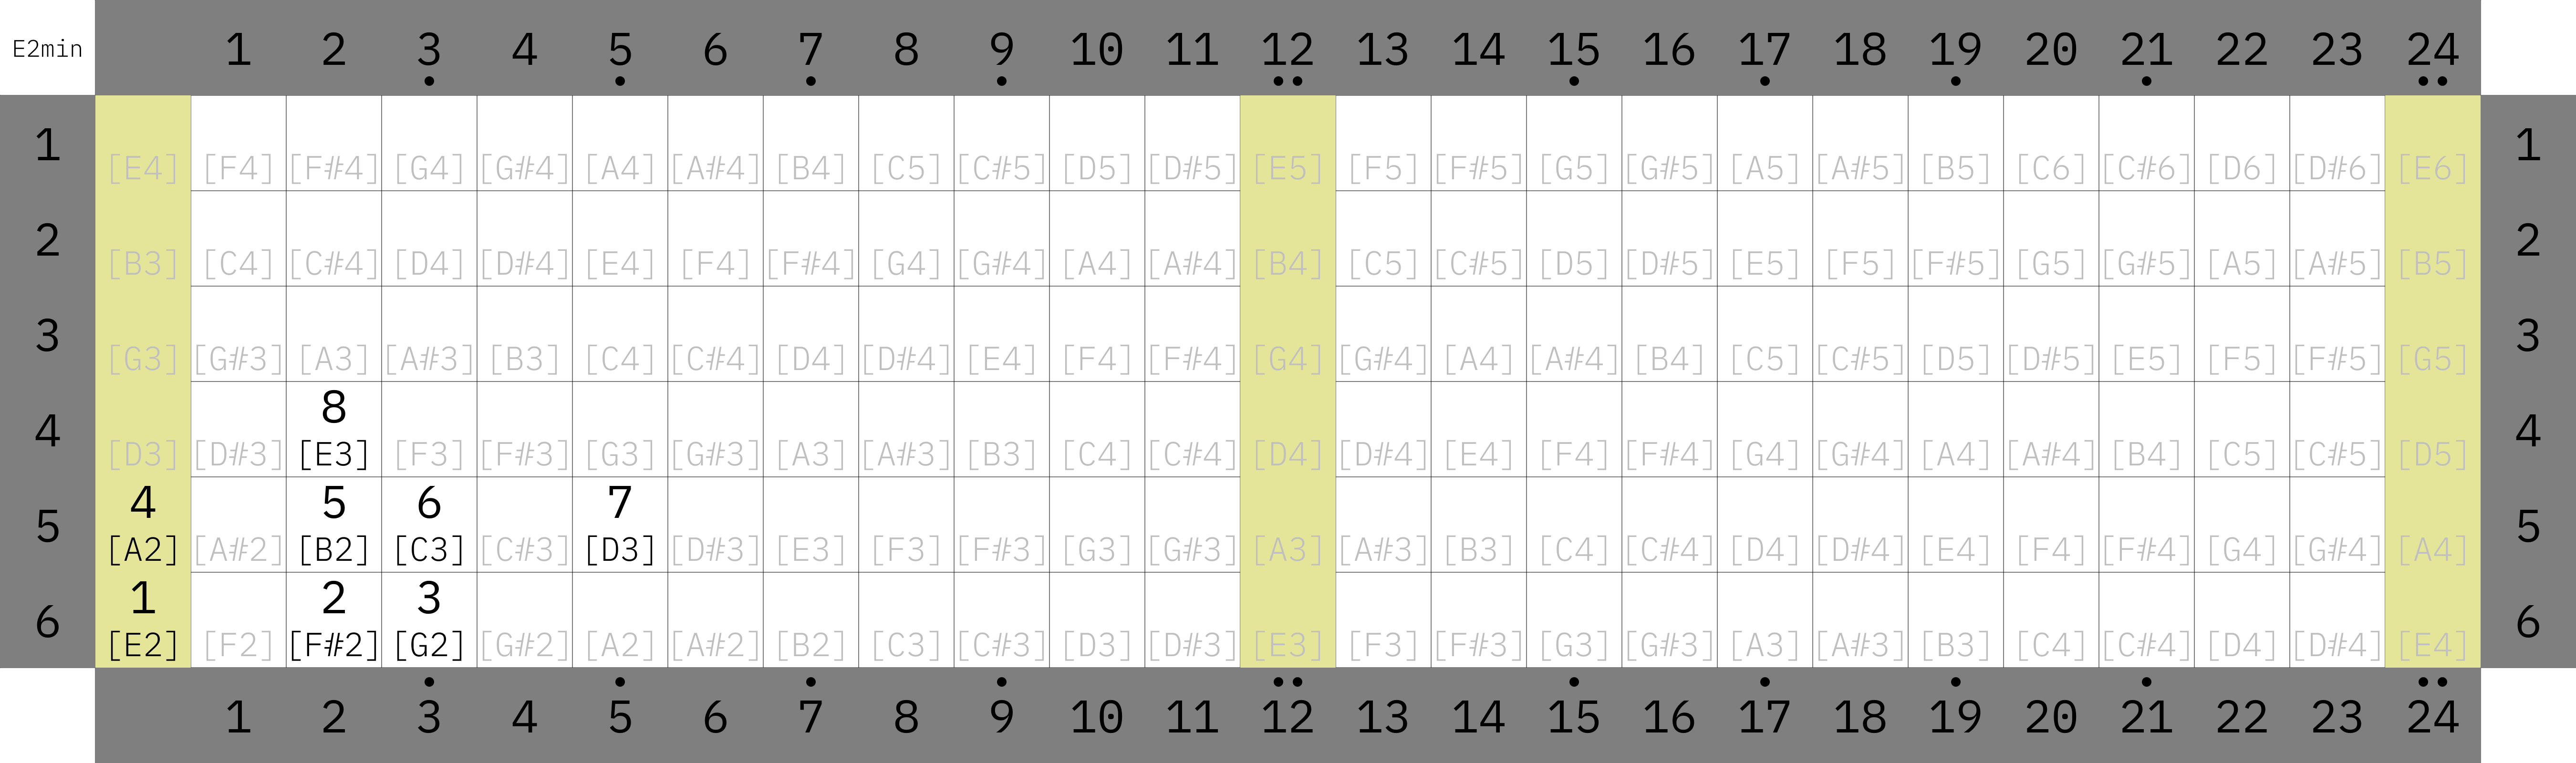 E2min 1 2 3 4 5 6 7 8 9 10 11 12 13 14 15 16 17 18 19 20 21 22 23 24
1 [E4] [F4] [F#4] [G4] [G#4] [A4] [A#4] [B4] [C5] [C#5] [D5] [D#5] [E5] [F5] [F#5] [G5] [G#5] [A5] [A#5] [B5] [C6] [C#6] [D6] [D#6] [E6] 1
2 [B3] [C4] [C#4] [D4] [D#4] [E4] [F4] [F#4] [G4] [G#4] [A4] [A#4] [B4] [C5] [C#5] [D5] [D#5] [E5] [F5] [F#5] [G5] [G#5] [A5] [A#5] [B5] 2
3 [G3] [G#3] [A3] [A#3] [B3] [C4] [C#4] [D4] [D#4] [E4] [F4] [F#4] [G4] [G#4] [A4] [A#4] [B4] [C5] [C#5] [D5] [D#5] [E5] [F5] [F#5] [G5] 3
8
4 [D3] [D#3] [E3] [F3] [F#3] [G3] [G#3] [A3] [A#3] [B3] [C4] [C#4] [D4] [D#4] [E4] [F4] [F#4] [G4] [G#4] [A4] [A#4] [B4] [C5] [C#5] [D5] 4
4 5 6 7
5 [A2] [A#2] [B2] [C3] [C#3] [D3] [D#3] [E3] [F3] [F#3] [G3] [G#3] [A3] [A#3] [B3] [C4] [C#4] [D4] [D#4] [E4] [F4] [F#4] [G4] [G#4] [A4] 5
1 2 3
6 [E2] [F2] [F#2] [G2] [G#2] [A2] [A#2] [B2] [C3] [C#3] [D3] [D#3] [E3] [F3] [F#3] [G3] [G#3] [A3] [A#3] [B3] [C4] [C#4] [D4] [D#4] [E4] 6
1 2 3 4 5 6 7 8 9 10 11 12 13 14 15 16 17 18 19 20 21 22 23 24